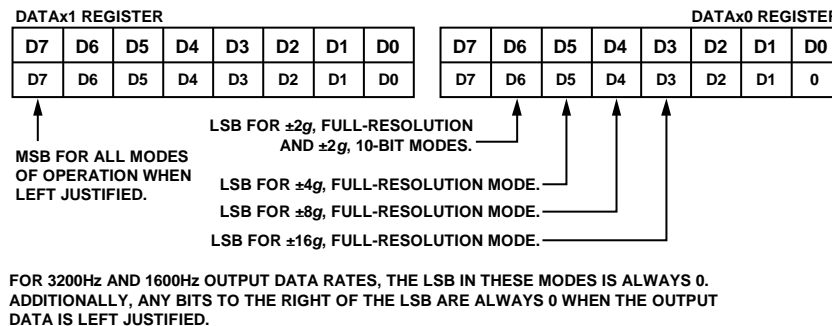 DATAx1 REGISTER
DATAx0 REGISTER
D7 D6 D5 D4 D3 D2 D1 D0
D7 D6 D5 D4 D3 D2 D1 D0
D7 D6 D5 D4 D3 D2 D1 D0
D7 D6 D5 D4 D3 D2 D1 0
MSB FOR ALL MODES
OF OPERATION WHEN
LEFT JUSTIFIED.
LSB FOR ±2g, FULL-RESOLUTION
AND ±2g, 10-BIT MODES.
LSB FOR ±4g, FULL-RESOLUTION MODE.
LSB FOR ±8g, FULL-RESOLUTION MODE.
LSB FOR ±16g, FULL-RESOLUTION MODE.
FOR 3200Hz AND 1600Hz OUTPUT DATA RATES, THE LSB IN THESE MODES IS ALWAYS 0.
ADDITIONALLY, ANY BITS TO THE RIGHT OF THE LSB ARE ALWAYS 0 WHEN THE OUTPUT
DATA IS LEFT JUSTIFIED.